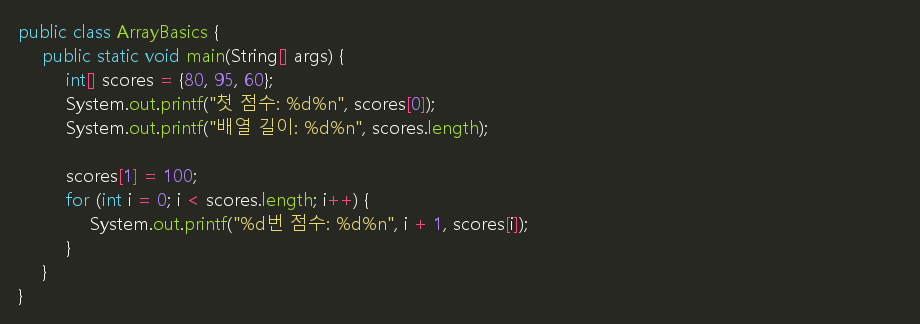 public class ArrayBasics {
    public static void main(String[] args) {
        int[] scores = {80, 95, 60};
        System.out.printf("첫 점수: %d%n", scores[0]);
        System.out.printf("배열 길이: %d%n", scores.length);

        scores[1] = 100;
        for (int i = 0; i < scores.length; i++) {
            System.out.printf("%d번 점수: %d%n", i + 1, scores[i]);
        }
    }
}